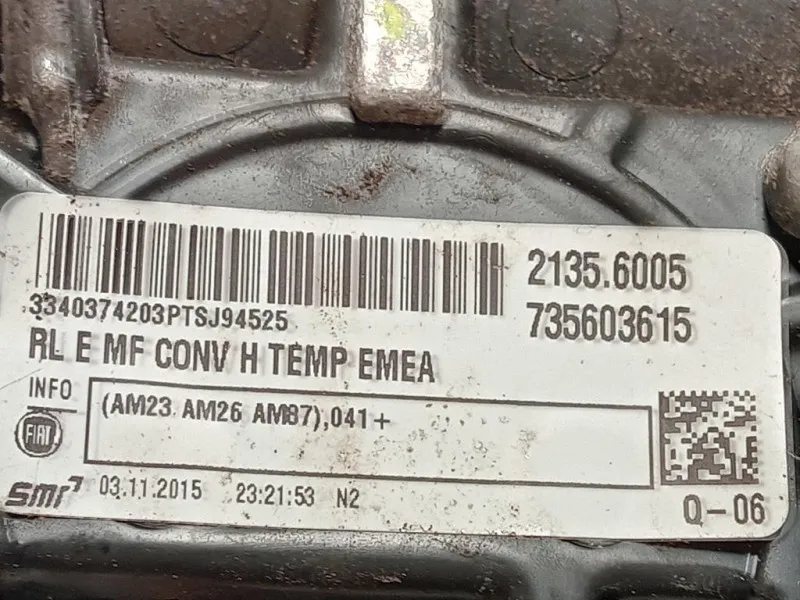 2135.6005
3340374203PTSJ94525
735603615
RL E MF CONV H TEMP EMEA
INFO
(AM23 AM26 AM87),041+
FIAT
smr 03.11.2015 23:21:53 N2
Q-06